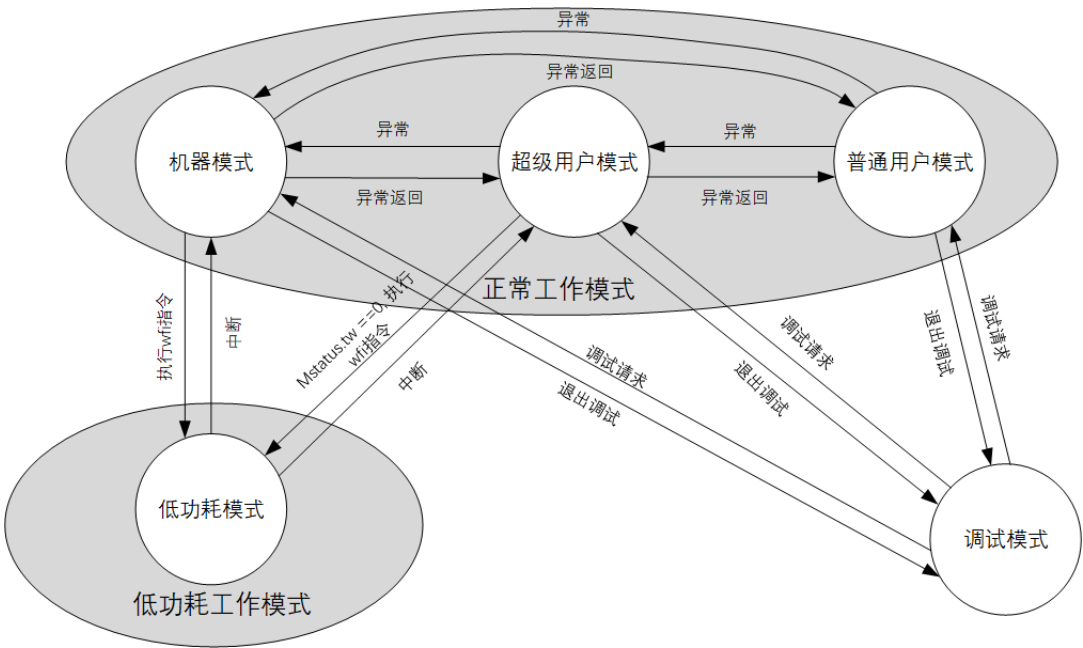 异常
异常返回
异常
异常
机器模式
超级用户模式
普通用户模式
异常返回
异常返回
正常工作模式
执行wfi指令
中断
Mstatus.tw ==0, 执行
wfi指令
中断
调试请求
退出调试
调试请求
退出调试
调试请求
退出调试
低功耗模式
调试模式
低功耗工作模式